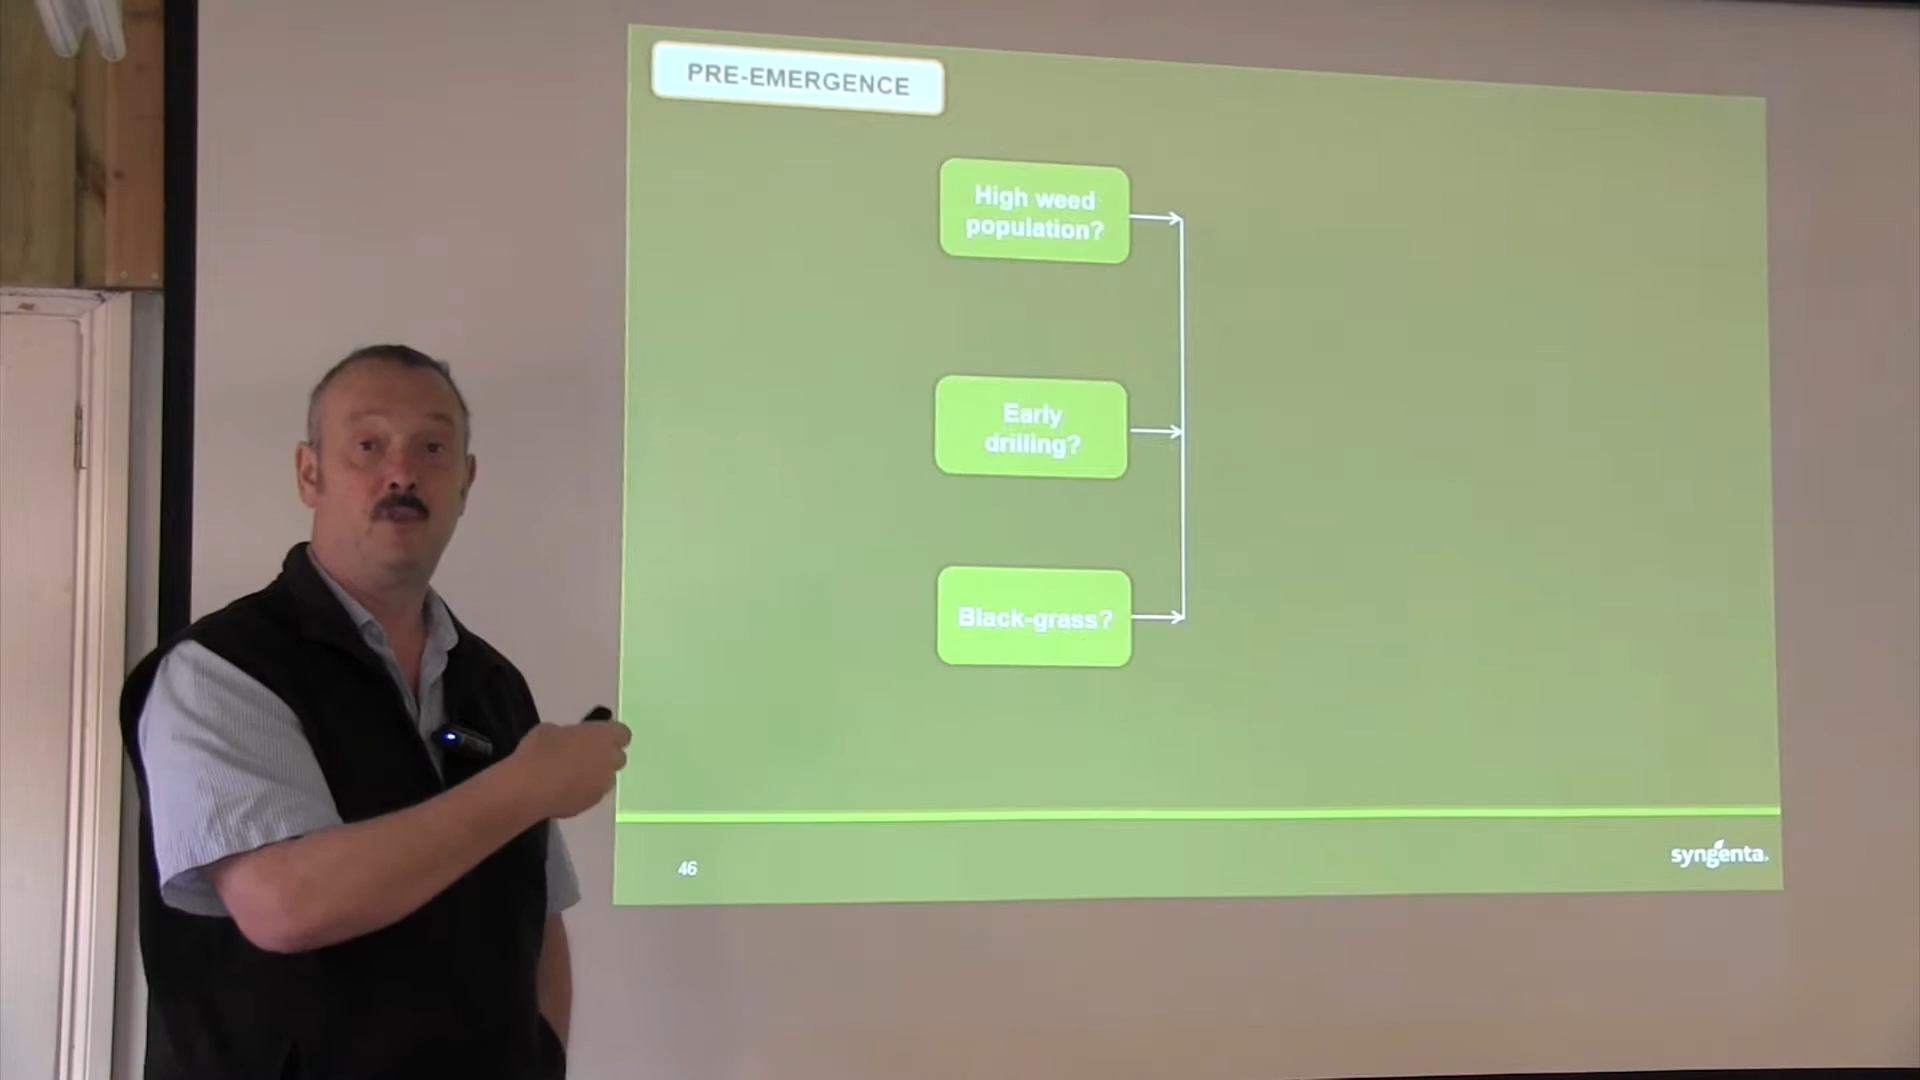 PRE-EMERGENCE
High weed
population?
Early
drilling?
Black-grass?
46
syngenta.